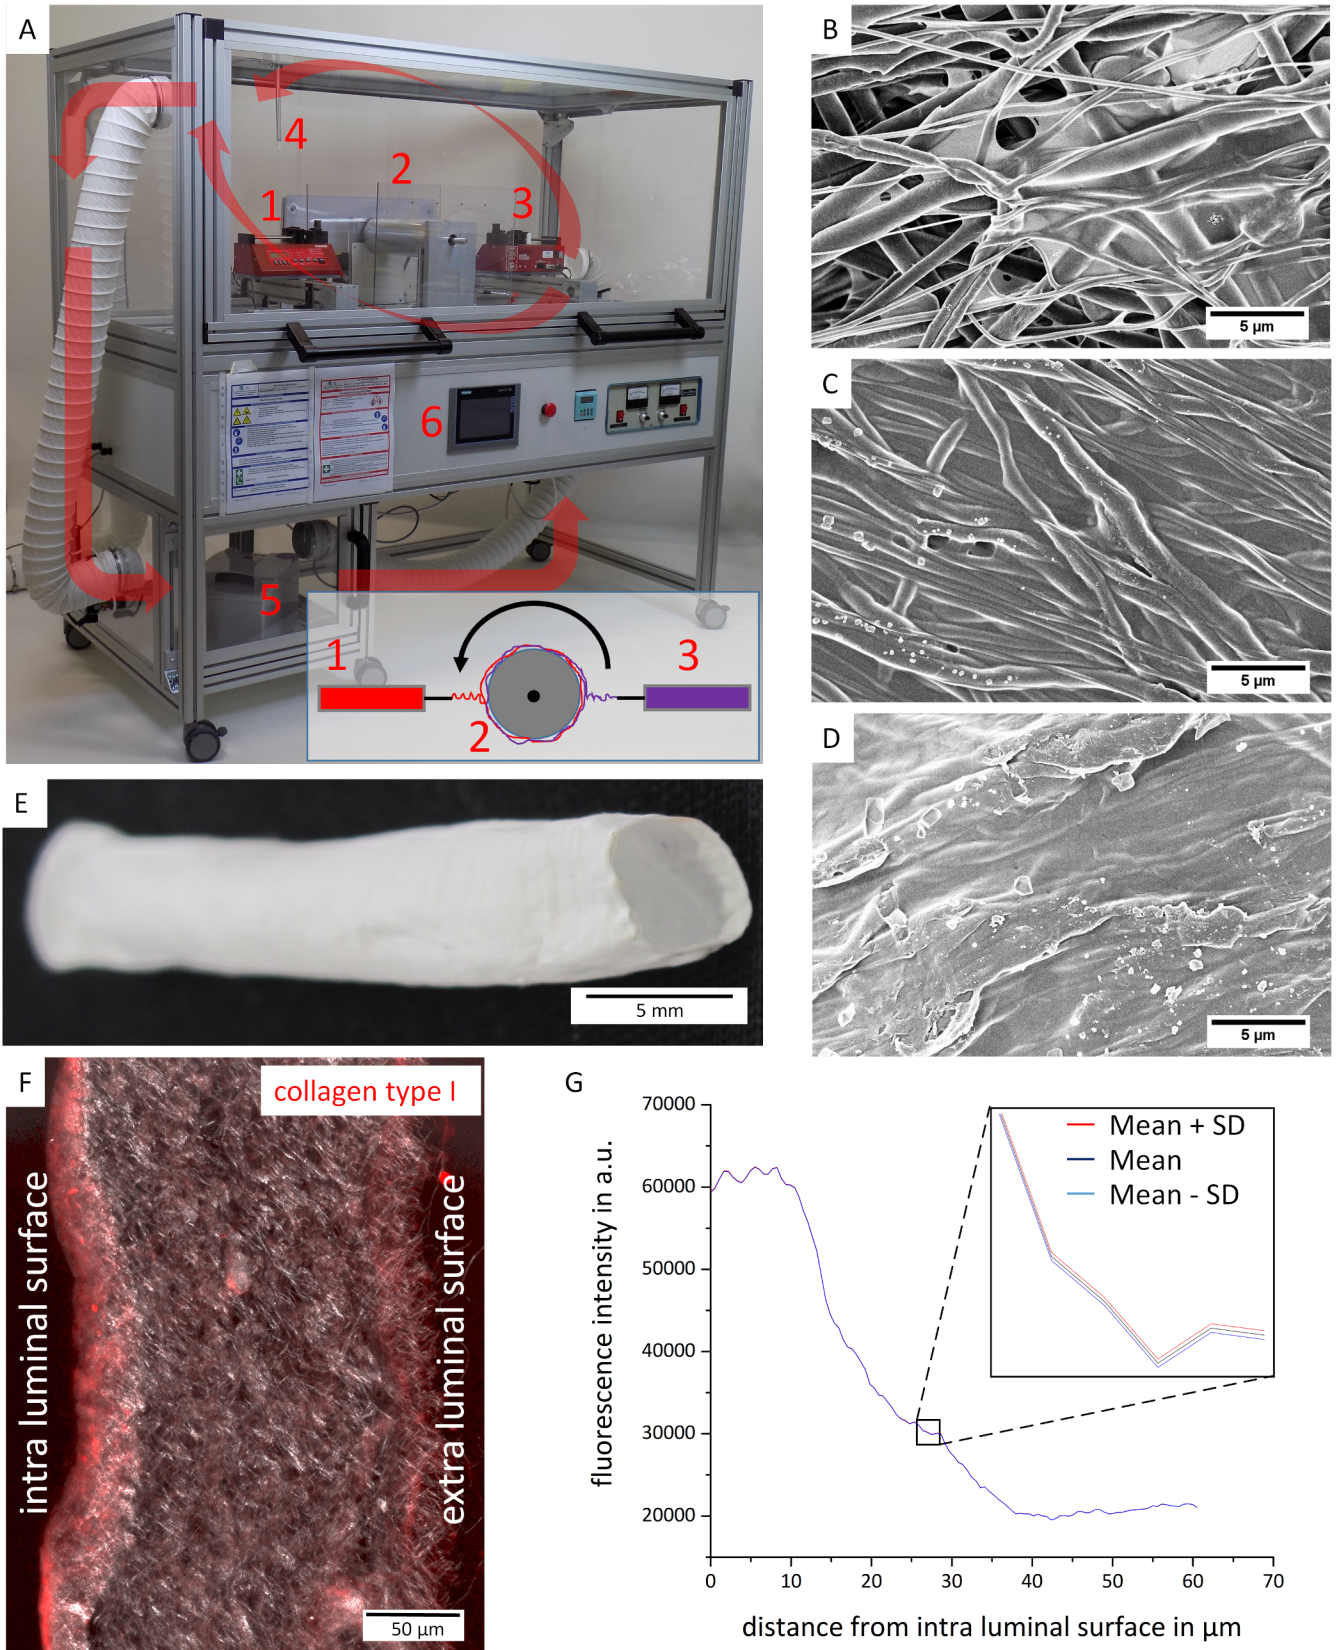 A
4
2
1
3
6
5
1
3
2
B
5 µm
C
5 µm
D
5 µm
E
5 mm
F
collagen type I
intra luminal surface
extra luminal surface
50 µm
G
70000
60000
50000
40000
30000
20000
fluorescence intensity in a.u.
Mean + SD
Mean
Mean - SD
0 10 20 30 40 50 60 70
distance from intra luminal surface in µm